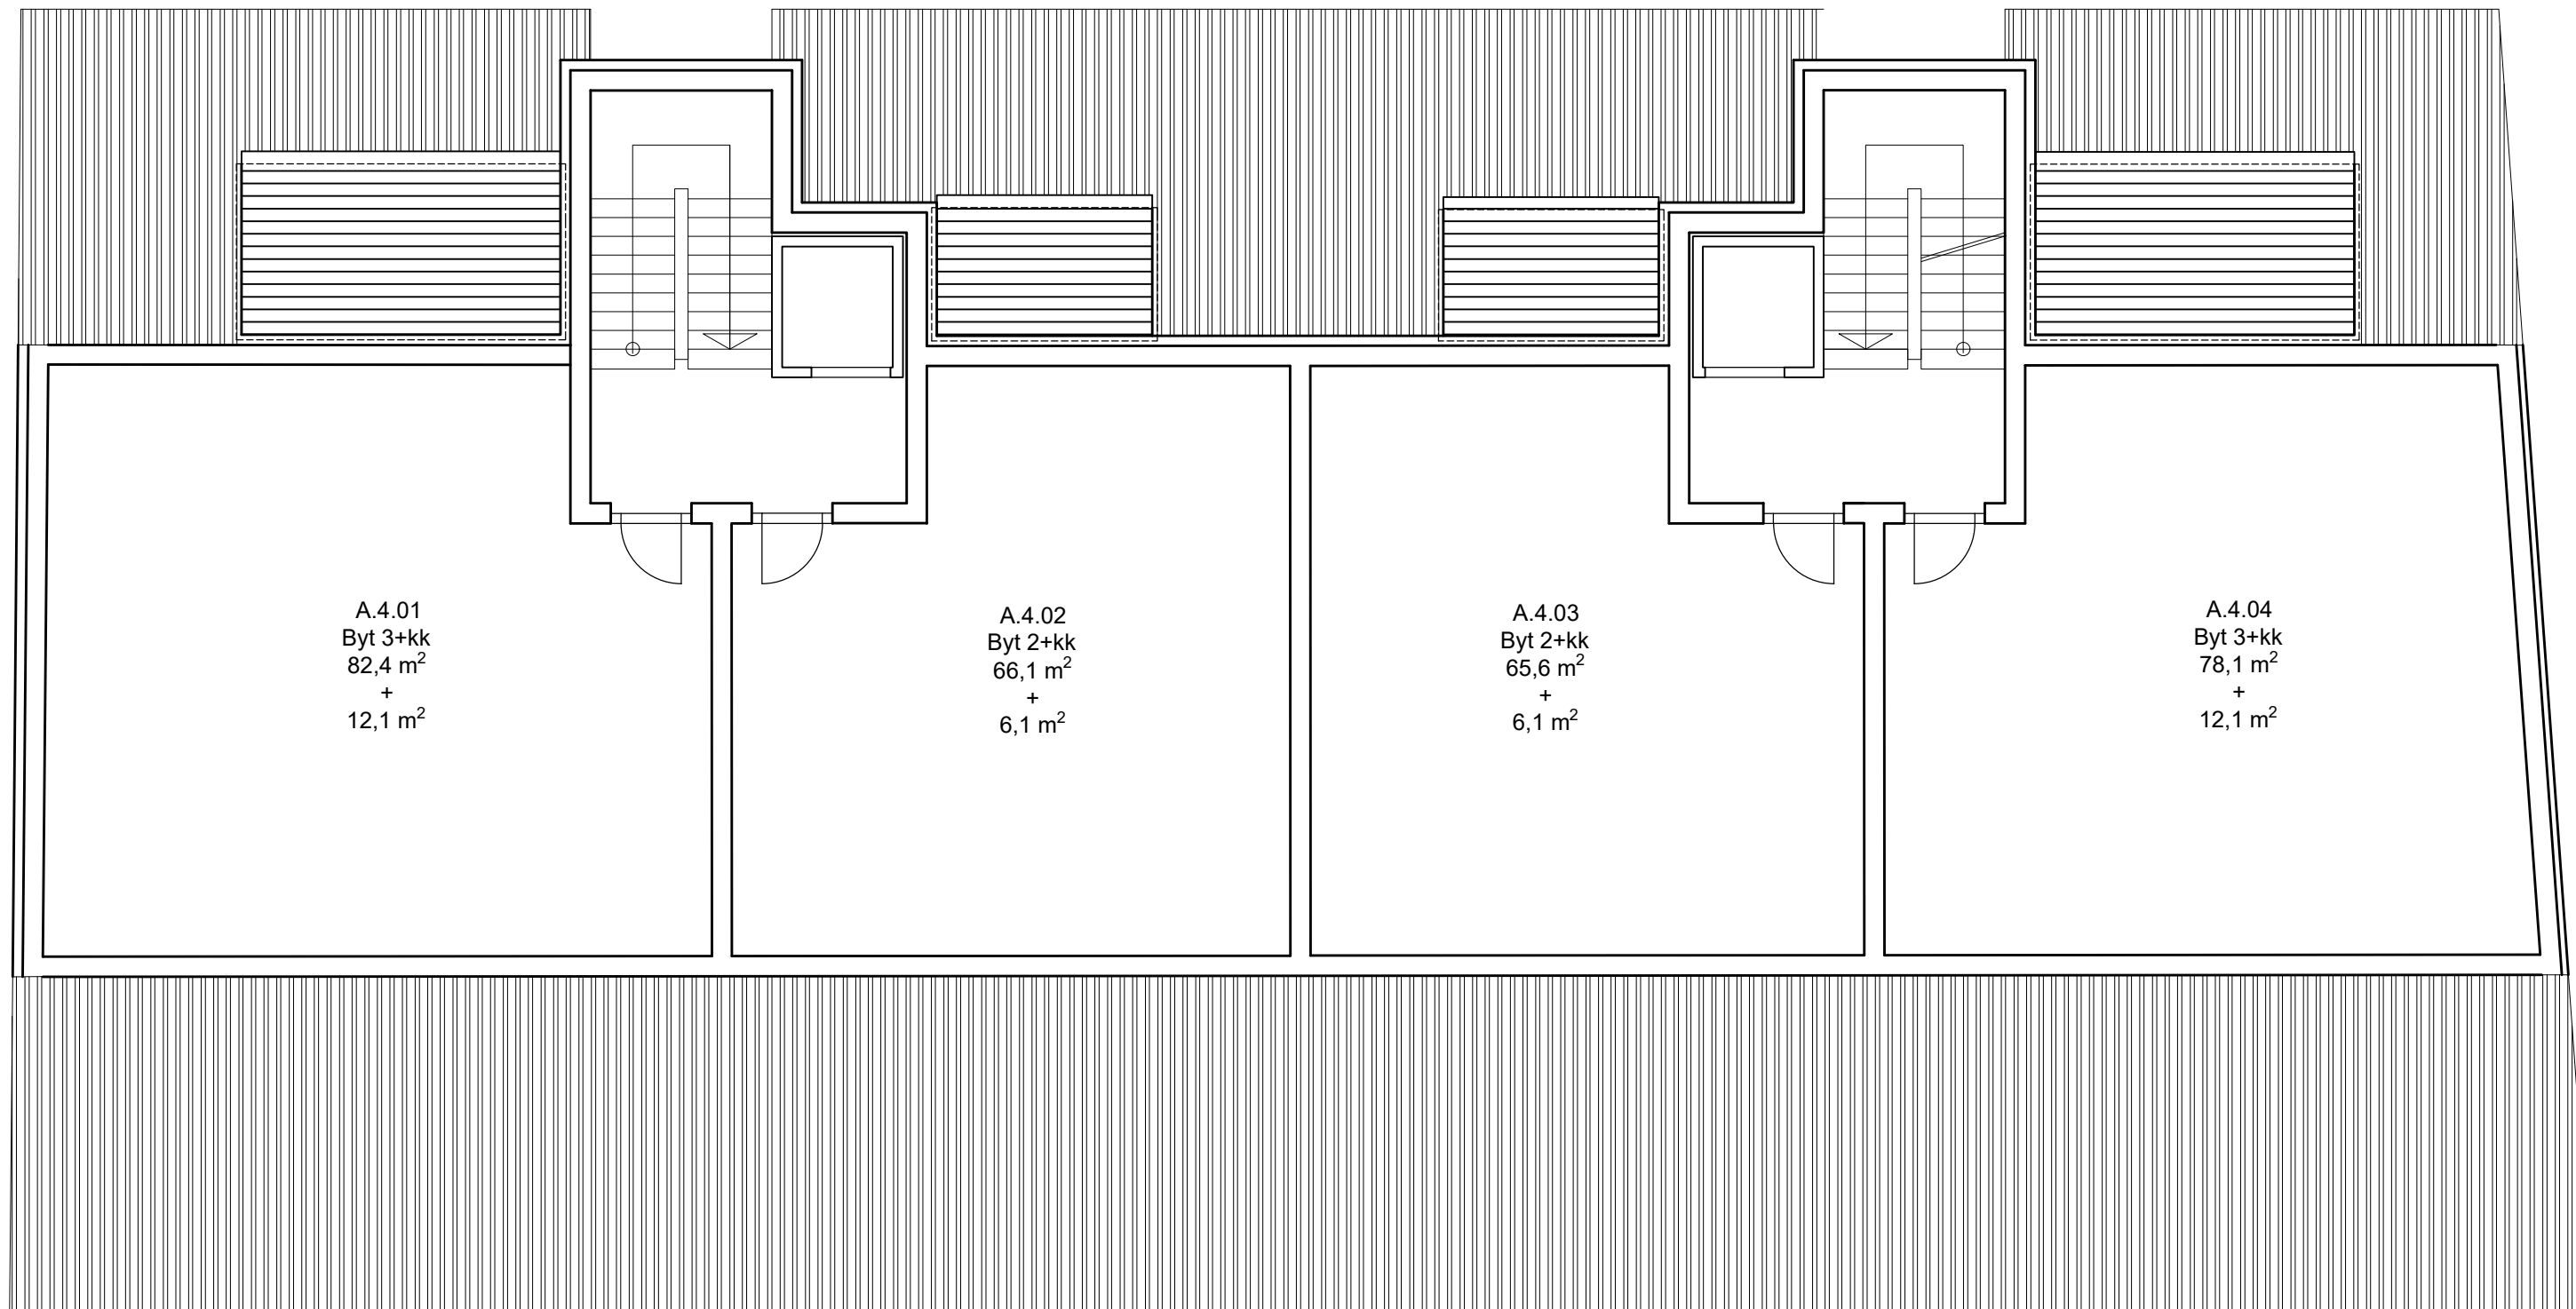 A.4.01
Byt 3+kk
82,4 m²
+
12,1 m²
A.4.02
Byt 2+kk
66,1 m²
+
6,1 m²
A.4.03
Byt 2+kk
65,6 m²
+
6,1 m²
A.4.04
Byt 3+kk
78,1 m²
+
12,1 m²